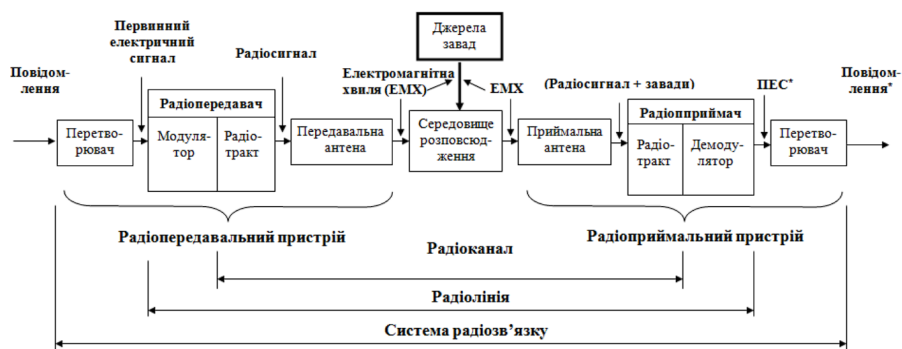 Джерела
завад
Первинний
електричний
сигнал
Радіосигнал
Повідом-
лення
Електромагнітна
хвиля (ЕМХ)
ЕМХ
(Радіосигнал + завади)
ПЕС*
Повідом-
лення*
Перетво-
рювач
Радіопередавач
Модуля-
тор
Радіо-
тракт
Передавальна
антена
Середовище
розповсюд-
ження
Приймальна
антена
Радіопприймач
Радіо-
тракт
Демоду-
лятор
Перетво-
рювач
Радіопередавальний пристрій
Радіоприймальний пристрій
Радіоканал
Радіолінія
Система радіозв’язку